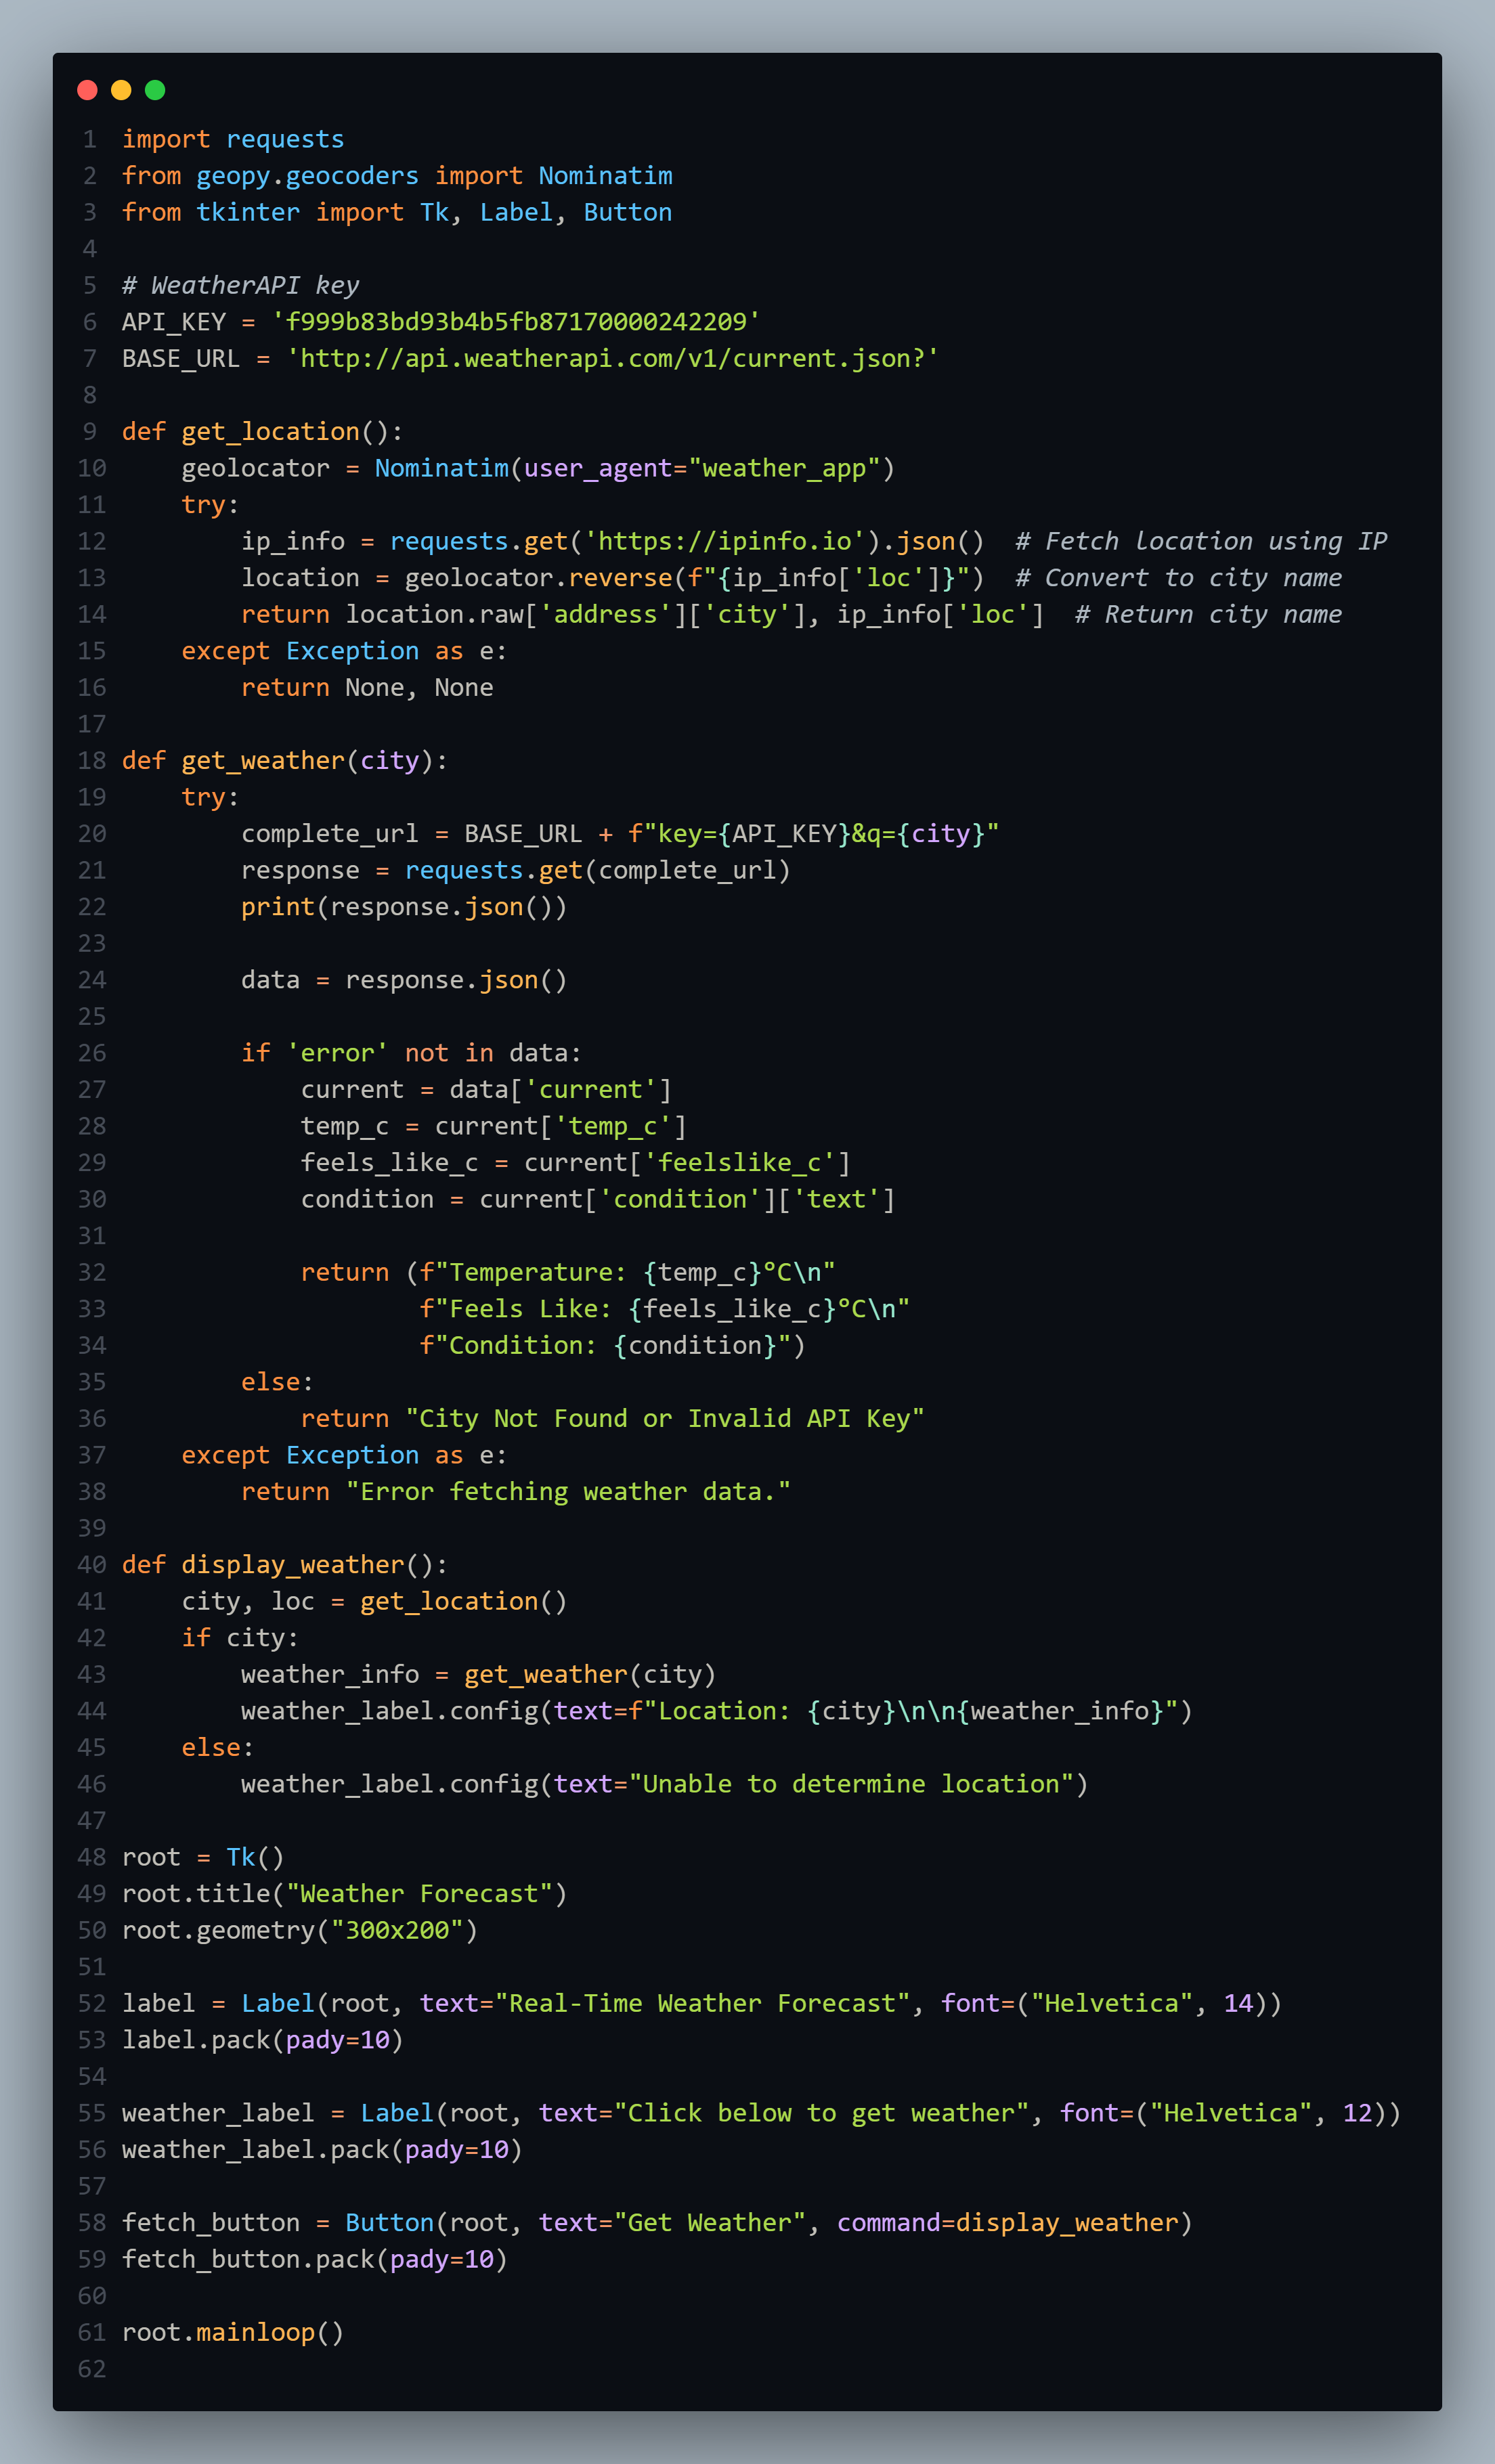 1 import requests
2 from geopy.geocoders import Nominatim
3 from tkinter import Tk, Label, Button
4
5 # WeatherAPI key
6 API_KEY = 'f999b83bd93b4b5fb87170000242209'
7 BASE_URL = 'http://api.weatherapi.com/v1/current.json?'
8
9 def get_location():
10     geolocator = Nominatim(user_agent="weather_app")
11     try:
12         ip_info = requests.get('https://ipinfo.io').json()  # Fetch location using IP
13         location = geolocator.reverse(f"{ip_info['loc']}")  # Convert to city name
14         return location.raw['address']['city'], ip_info['loc']  # Return city name
15     except Exception as e:
16         return None, None
17
18 def get_weather(city):
19     try:
20         complete_url = BASE_URL + f"key={API_KEY}&q={city}"
21         response = requests.get(complete_url)
22         print(response.json())
23
24         data = response.json()
25
26         if 'error' not in data:
27             current = data['current']
28             temp_c = current['temp_c']
29             feels_like_c = current['feelslike_c']
30             condition = current['condition']['text']
31
32             return (f"Temperature: {temp_c}°C\n"
33                     f"Feels Like: {feels_like_c}°C\n"
34                     f"Condition: {condition}")
35         else:
36             return "City Not Found or Invalid API Key"
37     except Exception as e:
38         return "Error fetching weather data."
39
40 def display_weather():
41     city, loc = get_location()
42     if city:
43         weather_info = get_weather(city)
44         weather_label.config(text=f"Location: {city}\n\n{weather_info}")
45     else:
46         weather_label.config(text="Unable to determine location")
47
48 root = Tk()
49 root.title("Weather Forecast")
50 root.geometry("300x200")
51
52 label = Label(root, text="Real-Time Weather Forecast", font=("Helvetica", 14))
53 label.pack(pady=10)
54
55 weather_label = Label(root, text="Click below to get weather", font=("Helvetica", 12))
56 weather_label.pack(pady=10)
57
58 fetch_button = Button(root, text="Get Weather", command=display_weather)
59 fetch_button.pack(pady=10)
60
61 root.mainloop()
62